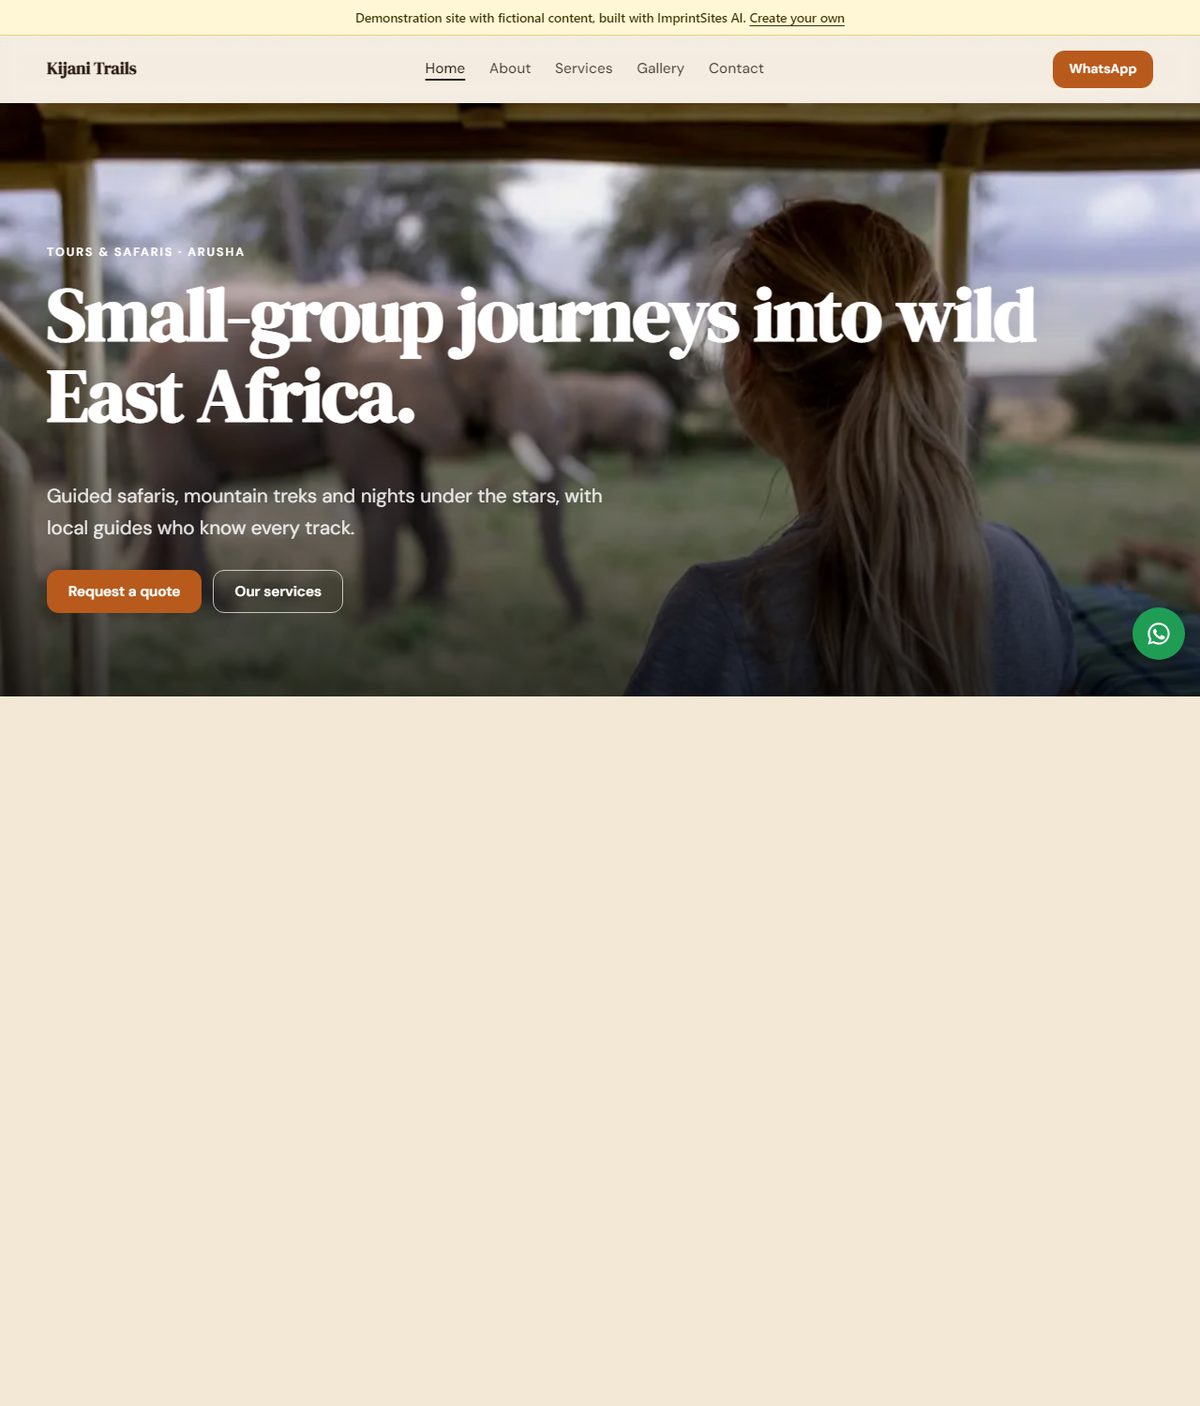 Demonstration site with fictional content, built with ImprintSites AI. Create your own
Kijani Trails
Home
About
Services
Gallery
Contact
WhatsApp
TOURS & SAFARIS · ARUSHA
Small-group journeys into wild
East Africa.
Guided safaris, mountain treks and nights under the stars, with
local guides who know every track.
Request a quote
Our services